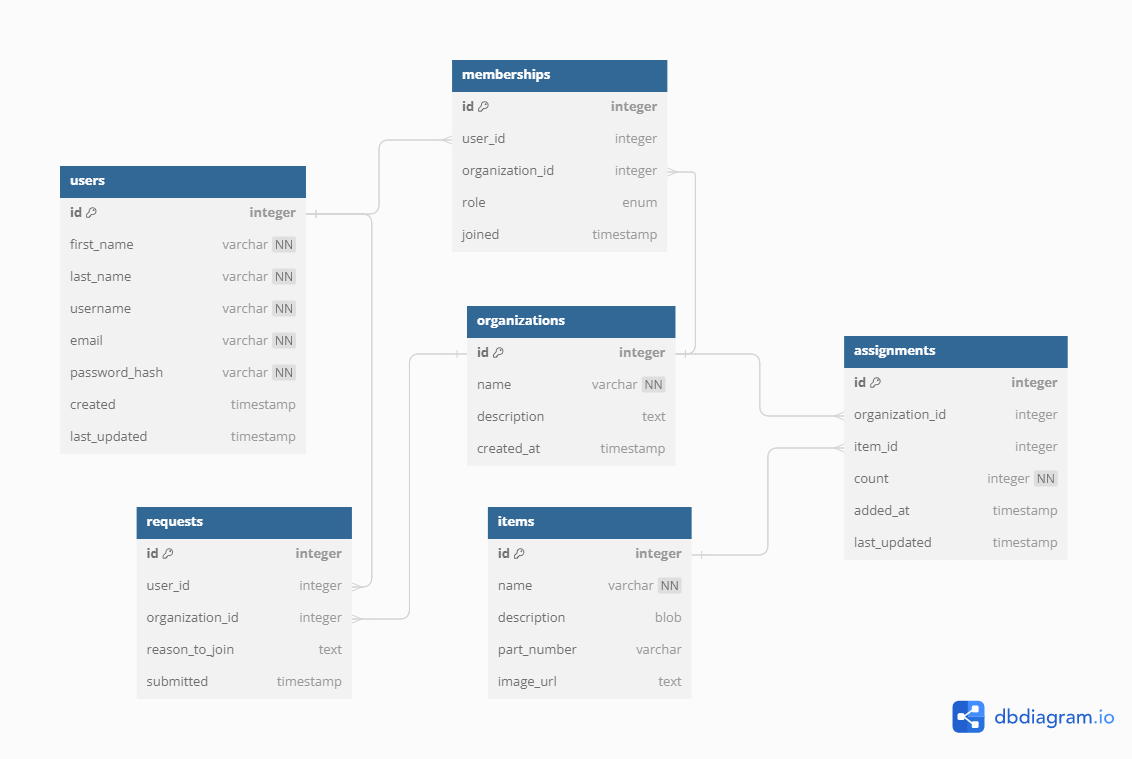 memberships
id integer
user_id integer
organization_id integer
role enum
joined timestamp
users
id integer
first_name varchar NN
last_name varchar NN
username varchar NN
email varchar NN
password_hash varchar NN
created timestamp
last_updated timestamp
organizations
id integer
name varchar NN
description text
created_at timestamp
assignments
id integer
organization_id integer
item_id integer
count integer NN
added_at timestamp
last_updated timestamp
requests
id integer
user_id integer
organization_id integer
reason_to_join text
submitted timestamp
items
id integer
name varchar NN
description blob
part_number varchar
image_url text
dbdiagram.io